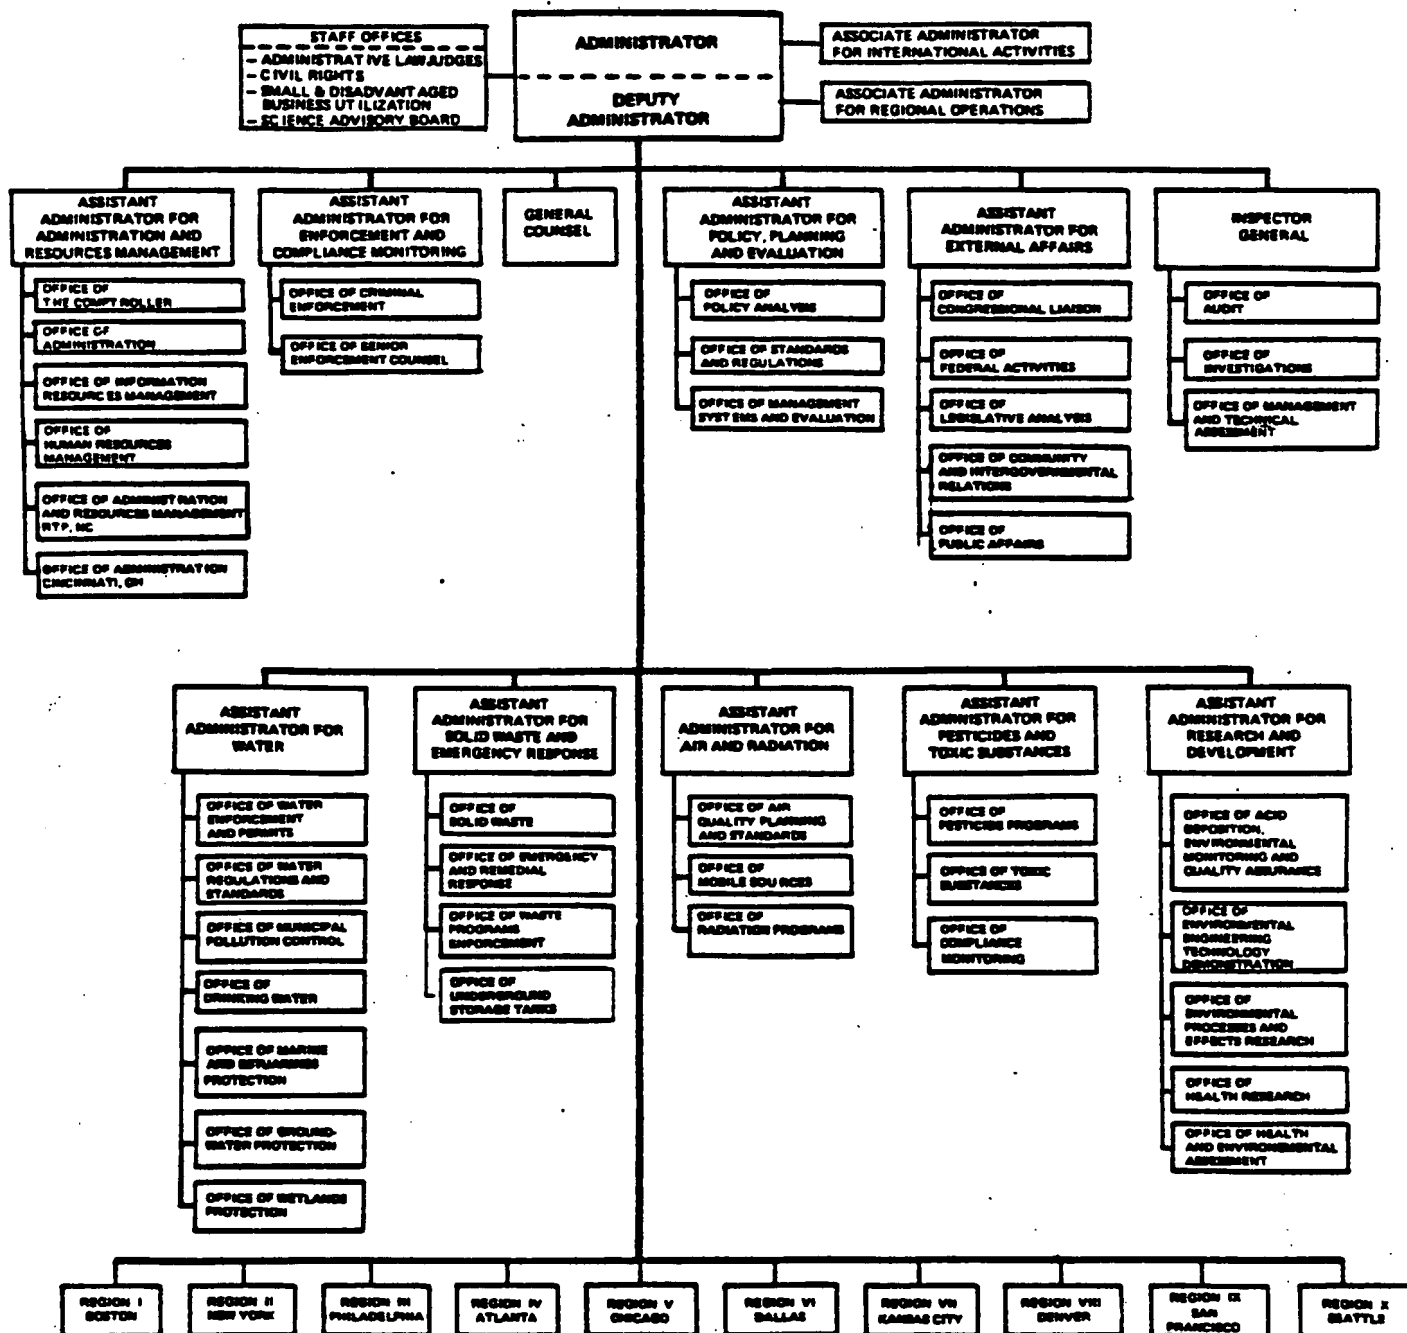 STAFF OFFICES
- ADMINISTRATIVE LAW JUDGES
- CIVIL RIGHTS
- SMALL & DISADVANTAGED
BUSINESS UTILIZATION
- SCIENCE ADVISORY BOARD
ADMINISTRATOR
DEPUTY
ADMINISTRATOR
ASSOCIATE ADMINISTRATOR
FOR INTERNATIONAL ACTIVITIES
ASSOCIATE ADMINISTRATOR
FOR REGIONAL OPERATIONS
ASSISTANT
ADMINISTRATOR FOR
ADMINISTRATION AND
RESOURCES MANAGEMENT
OFFICE OF
THE COMPTROLLER
OFFICE OF
ADMINISTRATION
OFFICE OF INFORMATION
RESOURCES MANAGEMENT
OFFICE OF
HUMAN RESOURCES
MANAGEMENT
OFFICE OF ADMINISTRATION
AND RESOURCES MANAGEMENT
RTP, NC
OFFICE OF ADMINISTRATION
CINCINNATI, OH
ASSISTANT
ADMINISTRATOR FOR
ENFORCEMENT AND
COMPLIANCE MONITORING
OFFICE OF CRIMINAL
ENFORCEMENT
OFFICE OF SENIOR
ENFORCEMENT COUNSEL
GENERAL
COUNSEL
ASSISTANT
ADMINISTRATOR FOR
POLICY, PLANNING
AND EVALUATION
OFFICE OF
POLICY ANALYSIS
OFFICE OF STANDARDS
AND REGULATIONS
OFFICE OF MANAGEMENT
SYSTEMS AND EVALUATION
ASSISTANT
ADMINISTRATOR FOR
EXTERNAL AFFAIRS
OFFICE OF
CONGRESSIONAL LIAISON
OFFICE OF
FEDERAL ACTIVITIES
OFFICE OF
LEGISLATIVE ANALYSIS
OFFICE OF COMMUNITY
AND INTERGOVERNMENTAL
RELATIONS
OFFICE OF
PUBLIC AFFAIRS
INSPECTOR
GENERAL
OFFICE OF
AUDIT
OFFICE OF
INVESTIGATIONS
OFFICE OF MANAGEMENT
AND TECHNICAL
ASSESSMENT
ASSISTANT
ADMINISTRATOR FOR
WATER
OFFICE OF WATER
ENFORCEMENT
AND PERMITS
OFFICE OF WATER
REGULATIONS AND
STANDARDS
OFFICE OF MUNICIPAL
POLLUTION CONTROL
OFFICE OF
DRINKING WATER
OFFICE OF MARINE
AND ESTUARINES
PROTECTION
OFFICE OF GROUND-
WATER PROTECTION
OFFICE OF WETLANDS
PROTECTION
ASSISTANT
ADMINISTRATOR FOR
SOLID WASTE AND
EMERGENCY RESPONSE
OFFICE OF
SOLID WASTE
OFFICE OF EMERGENCY
AND REMEDIAL
RESPONSE
OFFICE OF WASTE
PROGRAMS
ENFORCEMENT
OFFICE OF
UNDERGROUND
STORAGE TANKS
ASSISTANT
ADMINISTRATOR FOR
AIR AND RADIATION
OFFICE OF AIR
QUALITY PLANNING
AND STANDARDS
OFFICE OF
MOBILE SOURCES
OFFICE OF
RADIATION PROGRAMS
ASSISTANT
ADMINISTRATOR FOR
PESTICIDES AND
TOXIC SUBSTANCES
OFFICE OF
PESTICIDE PROGRAMS
OFFICE OF TOXIC
SUBSTANCES
OFFICE OF
COMPLIANCE
MONITORING
ASSISTANT
ADMINISTRATOR FOR
RESEARCH AND
DEVELOPMENT
OFFICE OF ACID
DEPOSITION,
ENVIRONMENTAL
MONITORING AND
QUALITY ASSURANCE
OFFICE OF
ENVIRONMENTAL
ENGINEERING
TECHNOLOGY
DEMONSTRATION
OFFICE OF
ENVIRONMENTAL
PROCESSES AND
EFFECTS RESEARCH
OFFICE OF
HEALTH RESEARCH
OFFICE OF HEALTH
AND ENVIRONMENTAL
ASSESSMENT
REGION I
BOSTON
REGION II
NEW YORK
REGION III
PHILADELPHIA
REGION IV
ATLANTA
REGION V
CHICAGO
REGION VI
DALLAS
REGION VII
KANSAS CITY
REGION VIII
DENVER
REGION IX
SAN
FRANCISCO
REGION X
SEATTLE